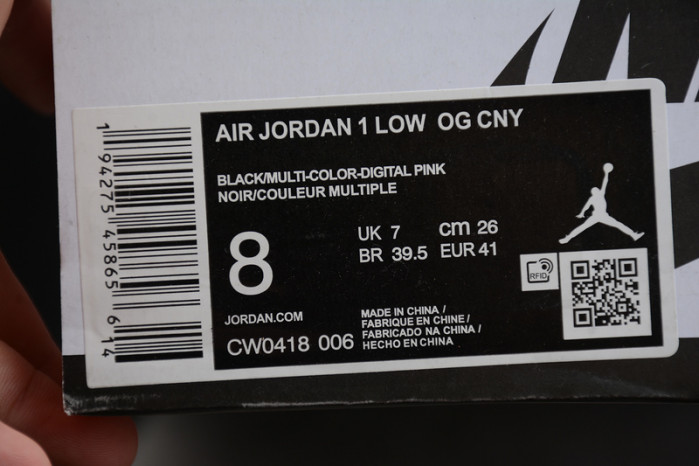 AIR JORDAN 1 LOW OG CNY
BLACK/MULTI-COLOR-DIGITAL PINK
NOIR/COULEUR MULTIPLE
8
UK 7 cm 26
BR 39.5 EUR 41
RFID
JORDAN.COM
CW0418 006
MADE IN CHINA /
FABRIQUE EN CHINE /
FABRICADO NA CHINA /
HECHO EN CHINA
1 94275 45865 6 14